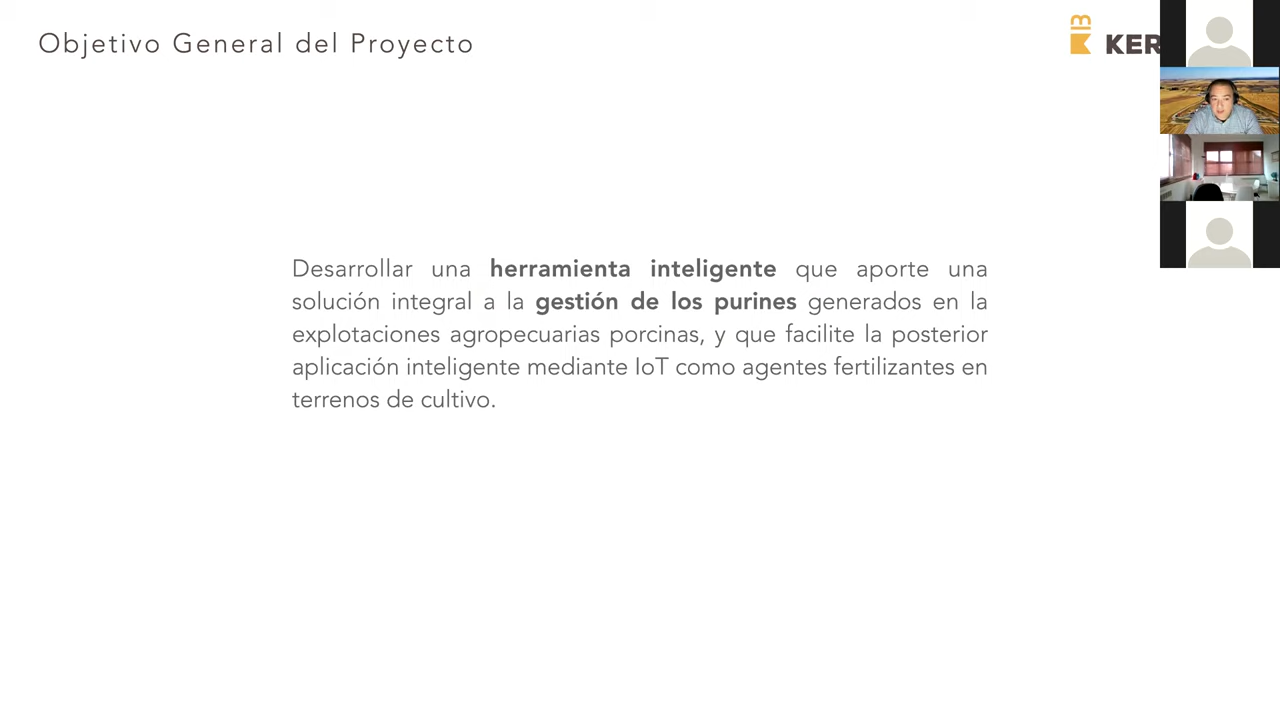 Objetivo General del Proyecto
KER
Desarrollar una herramienta inteligente que aporte una
solución integral a la gestión de los purines generados en la
explotaciones agropecuarias porcinas, y que facilite la posterior
aplicación inteligente mediante IoT como agentes fertilizantes en
terrenos de cultivo.